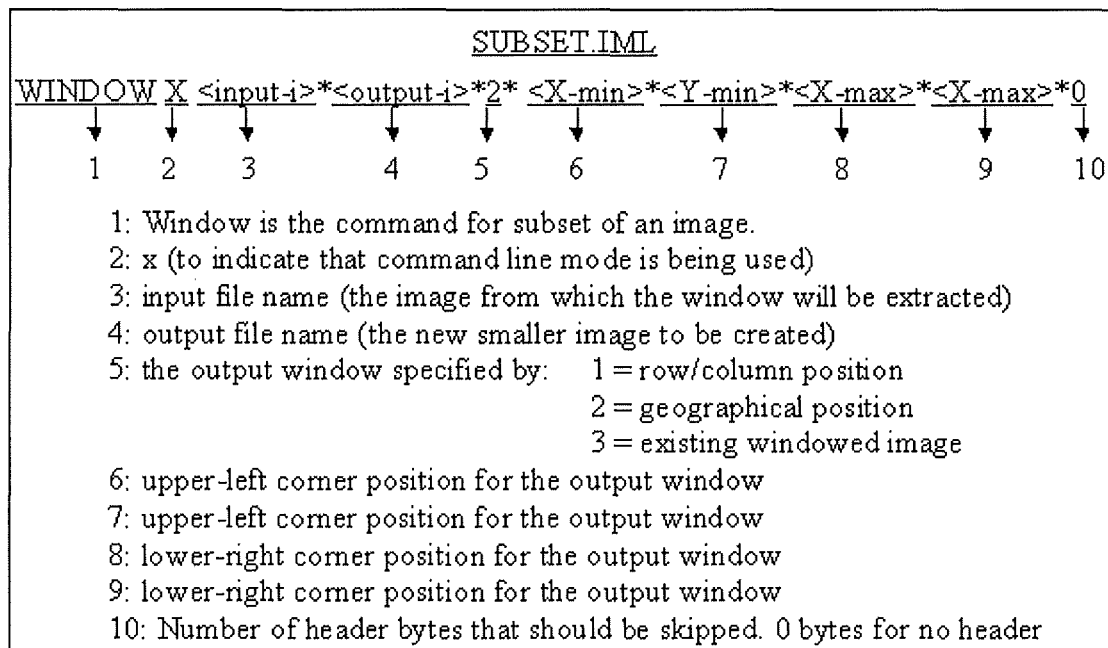 SUBSET.IML
WINDOW X <input-i>*<output-i>*2* <X-min>*<Y-min>*<X-max>*<X-max>*0
1 2 3 4 5 6 7 8 9 10
1: Window is the command for subset of an image.
2: x (to indicate that command line mode is being used)
3: input file name (the image from which the window will be extracted)
4: output file name (the new smaller image to be created)
5: the output window specified by: 1 = row/column position
2 = geographical position
3 = existing windowed image
6: upper-left corner position for the output window
7: upper-left corner position for the output window
8: lower-right corner position for the output window
9: lower-right corner position for the output window
10: Number of header bytes that should be skipped. 0 bytes for no header